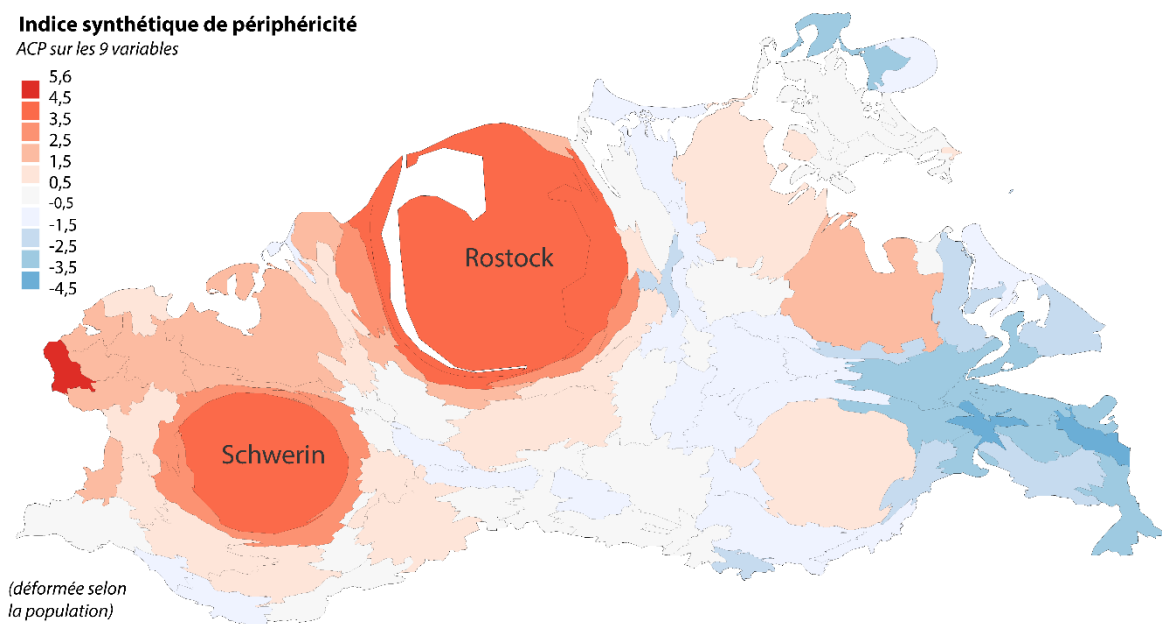 Indice synthétique de périphéricité
ACP sur les 9 variables
5,6
4,5
3,5
2,5
1,5
0,5
-0,5
-1,5
-2,5
-3,5
-4,5
Rostock
Schwerin
(déformée selon
la population)